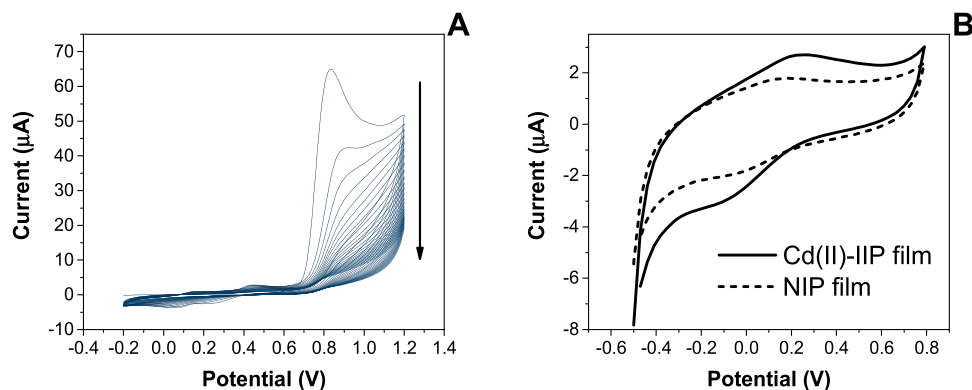 A
Current (μA)
70
60
50
40
30
20
10
0
-10
-0.4 -0.2 0.0 0.2 0.4 0.6 0.8 1.0 1.2 1.4
Potential (V)
B
Current (μA)
2
0
-2
-4
-6
-8
Cd(II)-IIP film
NIP film
-0.6 -0.4 -0.2 0.0 0.2 0.4 0.6 0.8
Potential (V)